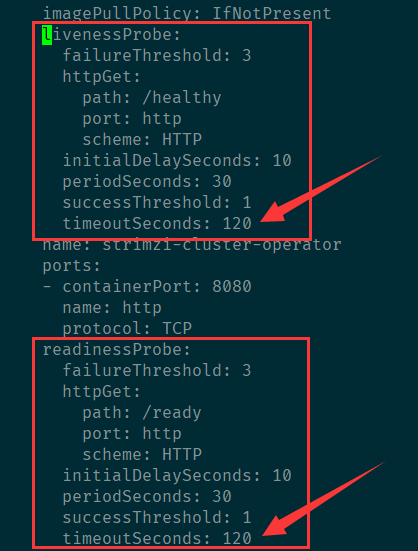 imagePullPolicy: IfNotPresent
livenessProbe:
failureThreshold: 3
httpGet:
path: /healthy
port: http
scheme: HTTP
initialDelaySeconds: 10
periodSeconds: 30
successThreshold: 1
timeoutSeconds: 120
name: strimzi-cluster-operator
ports:
- containerPort: 8080
name: http
protocol: TCP
readinessProbe:
failureThreshold: 3
httpGet:
path: /ready
port: http
scheme: HTTP
initialDelaySeconds: 10
periodSeconds: 30
successThreshold: 1
timeoutSeconds: 120